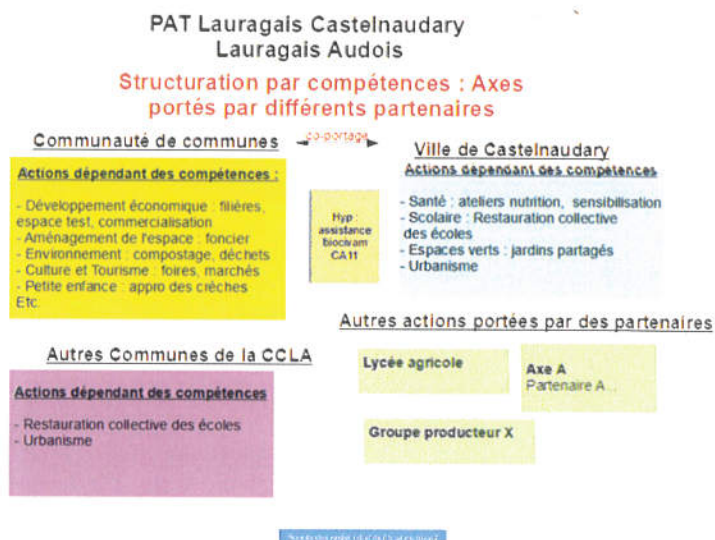 PAT Lauragais Castelnaudary
Lauragais Audois
Structuration par compétences : Axes
portés par différents partenaires
Communauté de communes
co-portage
Ville de Castelnaudary
Actions dépendant des compétences :
- Développement économique : filières,
espace test, commercialisation
- Aménagement de l'espace : foncier
- Environnement : compostage, déchets
- Culture et Tourisme : foires, marchés
- Petite enfance : appro des crèches
Etc.
Hyp :
assistance
biocivam
CA11
Actions dépendant des compétences
- Santé : ateliers nutrition, sensibilisation
- Scolaire : Restauration collective
des écoles
- Espaces verts : jardins partagés
- Urbanisme
Autres actions portées par des partenaires
Autres Communes de la CCLA
Actions dépendant des compétences
- Restauration collective des écoles
- Urbanisme
Lycée agricole
Axe A
Partenaire A...
Groupe producteur X